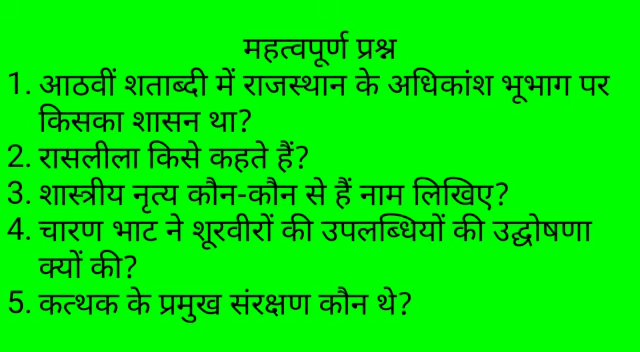 महत्वपूर्ण प्रश्न
1. आठवीं शताब्दी में राजस्थान के अधिकांश भूभाग पर
किसका शासन था?
2. रासलीला किसे कहते हैं?
3. शास्त्रीय नृत्य कौन-कौन से हैं नाम लिखिए?
4. चारण भाट ने शूरवीरों की उपलब्धियों की उद्घोषणा
क्यों की?
5. कत्थक के प्रमुख संरक्षण कौन थे?